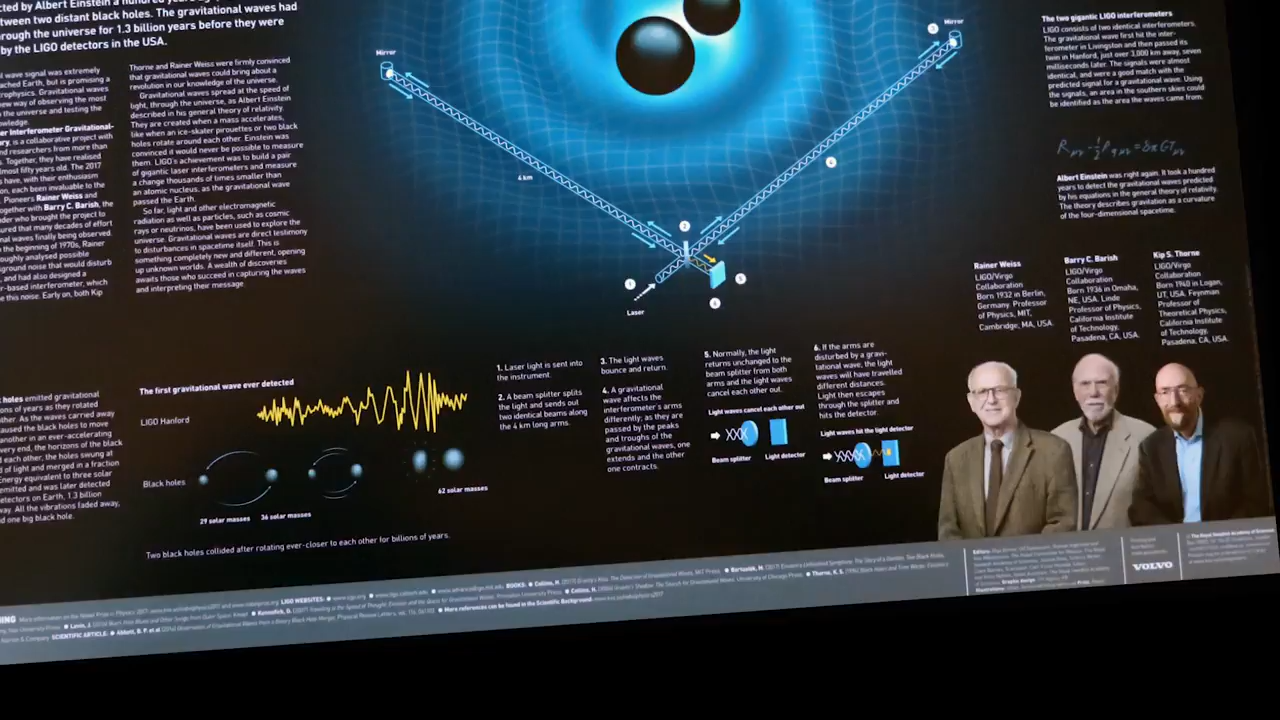 cted by Albert Einstein a hundred years
between two distant black holes. The gravitational waves had
rough the universe for 1.3 billion years before they were
by the LIGO detectors in the USA.
l wave signal was extremely
ached Earth, but is promising a
rophysics. Gravitational waves
new way of observing the most
n the universe and testing the
owledge.
er Interferometer Gravitational-
ry, is a collaborative project with
nd researchers from more than
s. Together, they have realised
lmost fifty years old. The 2017
s have, with their enthusiasm
on, each been invaluable to the
. Pioneers Rainer Weiss and
ogether with Barry C. Barish, the
der who brought the project to
sured that many decades of effort
onal waves finally being observed.
n the beginning of 1970s, Rainer
oughly analysed possible
ground noise that would disturb
, and had also designed a
r-based interferometer, which
e this noise. Early on, both Kip
Thorne and Rainer Weiss were firmly convinced
that gravitational waves could bring about a
revolution in our knowledge of the universe.
Gravitational waves spread at the speed of
light, through the universe, as Albert Einstein
described in his general theory of relativity.
They are created when a mass accelerates,
like when an ice-skater pirouettes or two black
holes rotate around each other. Einstein was
convinced it would never be possible to measure
them. LIGO's achievement was to build a pair
of gigantic laser interferometers and measure
a change thousands of times smaller than
an atomic nucleus, as the gravitational wave
passed the Earth.
So far, light and other electromagnetic
radiation as well as particles, such as cosmic
rays or neutrinos, have been used to explore the
universe. Gravitational waves are direct testimony
to disturbances in spacetime itself. This is
something completely new and different, opening
up unknown worlds. A wealth of discoveries
awaits those who succeed in capturing the waves
and interpreting their message
Mirror
Mirror
3
4 km
4
2
1
5
6
Laser
The two gigantic LIGO interferometers
LIGO consists of two identical interferometers.
The gravitational wave first hit the inter-
ferometer in Livingston and then passed its
twin in Hanford, just over 3,000 km away, seven
milliseconds later. The signals were almost
identical, and were a good match with the
predicted signal for a gravitational wave. Using
the signals, an area in the southern skies could
be identified as the area the waves came from.
Albert Einstein was right again. It took a hundred
years to detect the gravitational waves predicted
by his equations in the general theory of relativity.
The theory describes gravitation as a curvature
of the four-dimensional spacetime.
Rainer Weiss
LIGO/Virgo
Collaboration
Born 1932 in Berlin,
Germany. Professor
of Physics, MIT,
Cambridge, MA, USA.
Barry C. Barish
LIGO/Virgo
Collaboration
Born 1936 in Omaha,
NE, USA. Linde
Professor of Physics,
California Institute
of Technology,
Pasadena, CA, USA.
Kip S. Thorne
LIGO/Virgo
Collaboration
Born 1940 in Logan,
UT, USA. Feynman
Professor of
Theoretical Physics,
California Institute
of Technology,
Pasadena, CA, USA.
k holes emitted gravitational
ions of years as they rotated
other. As the waves carried away
caused the black holes to move
another in an ever-accelerating
very end, the horizons of the black
d each other, the holes swung at
d of light and merged in a fraction
Energy equivalent to three solar
emitted and was later detected
etectors on Earth, 1.3 billion
way. All the vibrations faded away,
d one big black hole.
The first gravitational wave ever detected
LIGO Hanford
Black holes
29 solar masses
36 solar masses
62 solar masses
Two black holes collided after rotating ever-closer to each other for billions of years.
1. Laser light is sent into
the instrument.
2. A beam splitter splits
the light and sends out
two identical beams along
the 4 km long arms.
3. The light waves
bounce and return.
4. A gravitational
wave affects the
interferometer's arms
differently; as they are
passed by the peaks
and troughs of the
gravitational waves, one
extends and the other
one contracts.
5. Normally, the light
returns unchanged to the
beam splitter from both
arms and the light waves
cancel each other out.
Light waves cancel each other out
Beam splitter
Light detector
6. If the arms are
disturbed by a gravi-
tational wave, the light
waves will have travelled
different distances.
Light then escapes
through the splitter and
hits the detector.
Light waves hit the light detector
Beam splitter
Light detector
LIGO WEBSITES:
BOOKS:
SCIENTIFIC ARTICLE:
More references can be found in the Scientific Background:
VOLVO